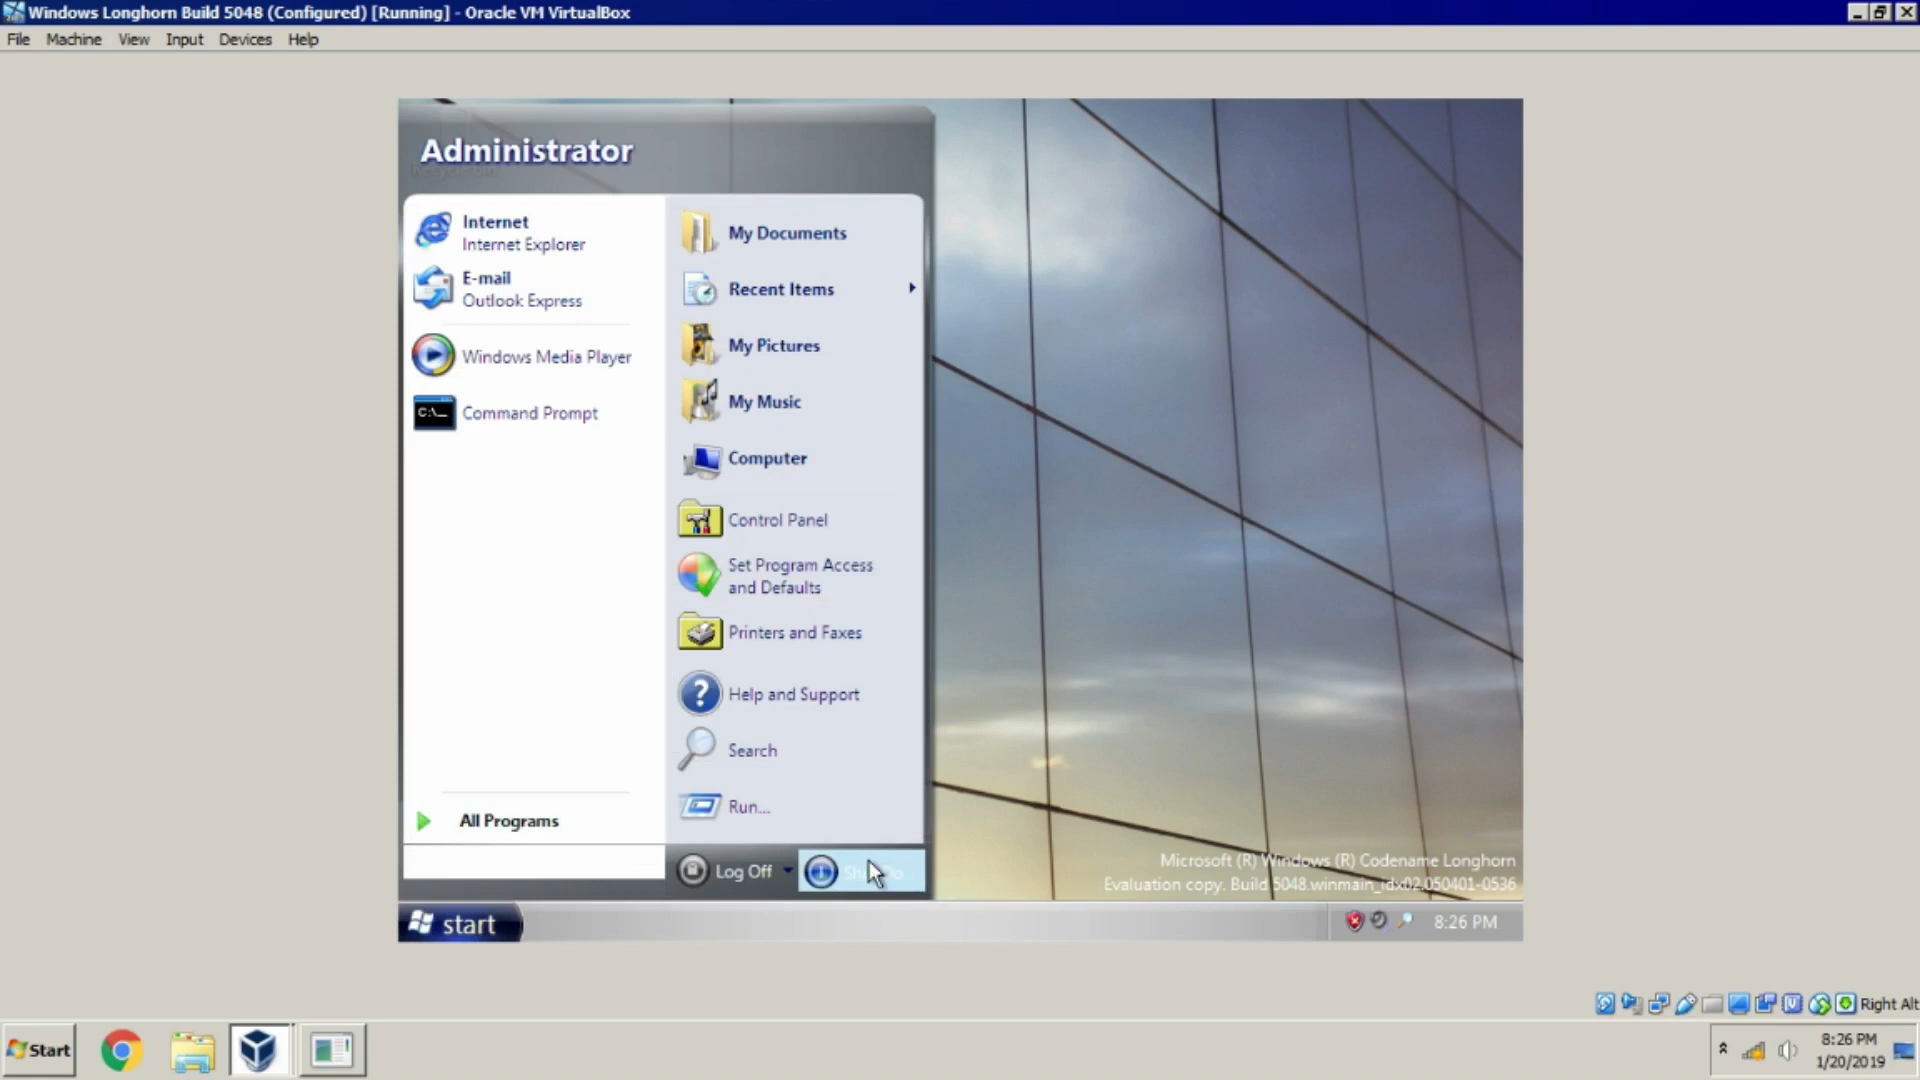 Windows Longhorn Build 5048 (Configured) [Running] - Oracle VM VirtualBox
File Machine View Input Devices Help
Administrator
Internet
Internet Explorer
E-mail
Outlook Express
Windows Media Player
Command Prompt
All Programs
My Documents
Recent Items
My Pictures
My Music
Computer
Control Panel
Set Program Access
and Defaults
Printers and Faxes
Help and Support
Search
Run...
Log Off
Microsoft (R) Windows (R) Codename Longhorn
Evaluation copy. Build 5048.winmain_idx02.050401-0536
start
8:26 PM
Right Alt
Start
8:26 PM
1/20/2019